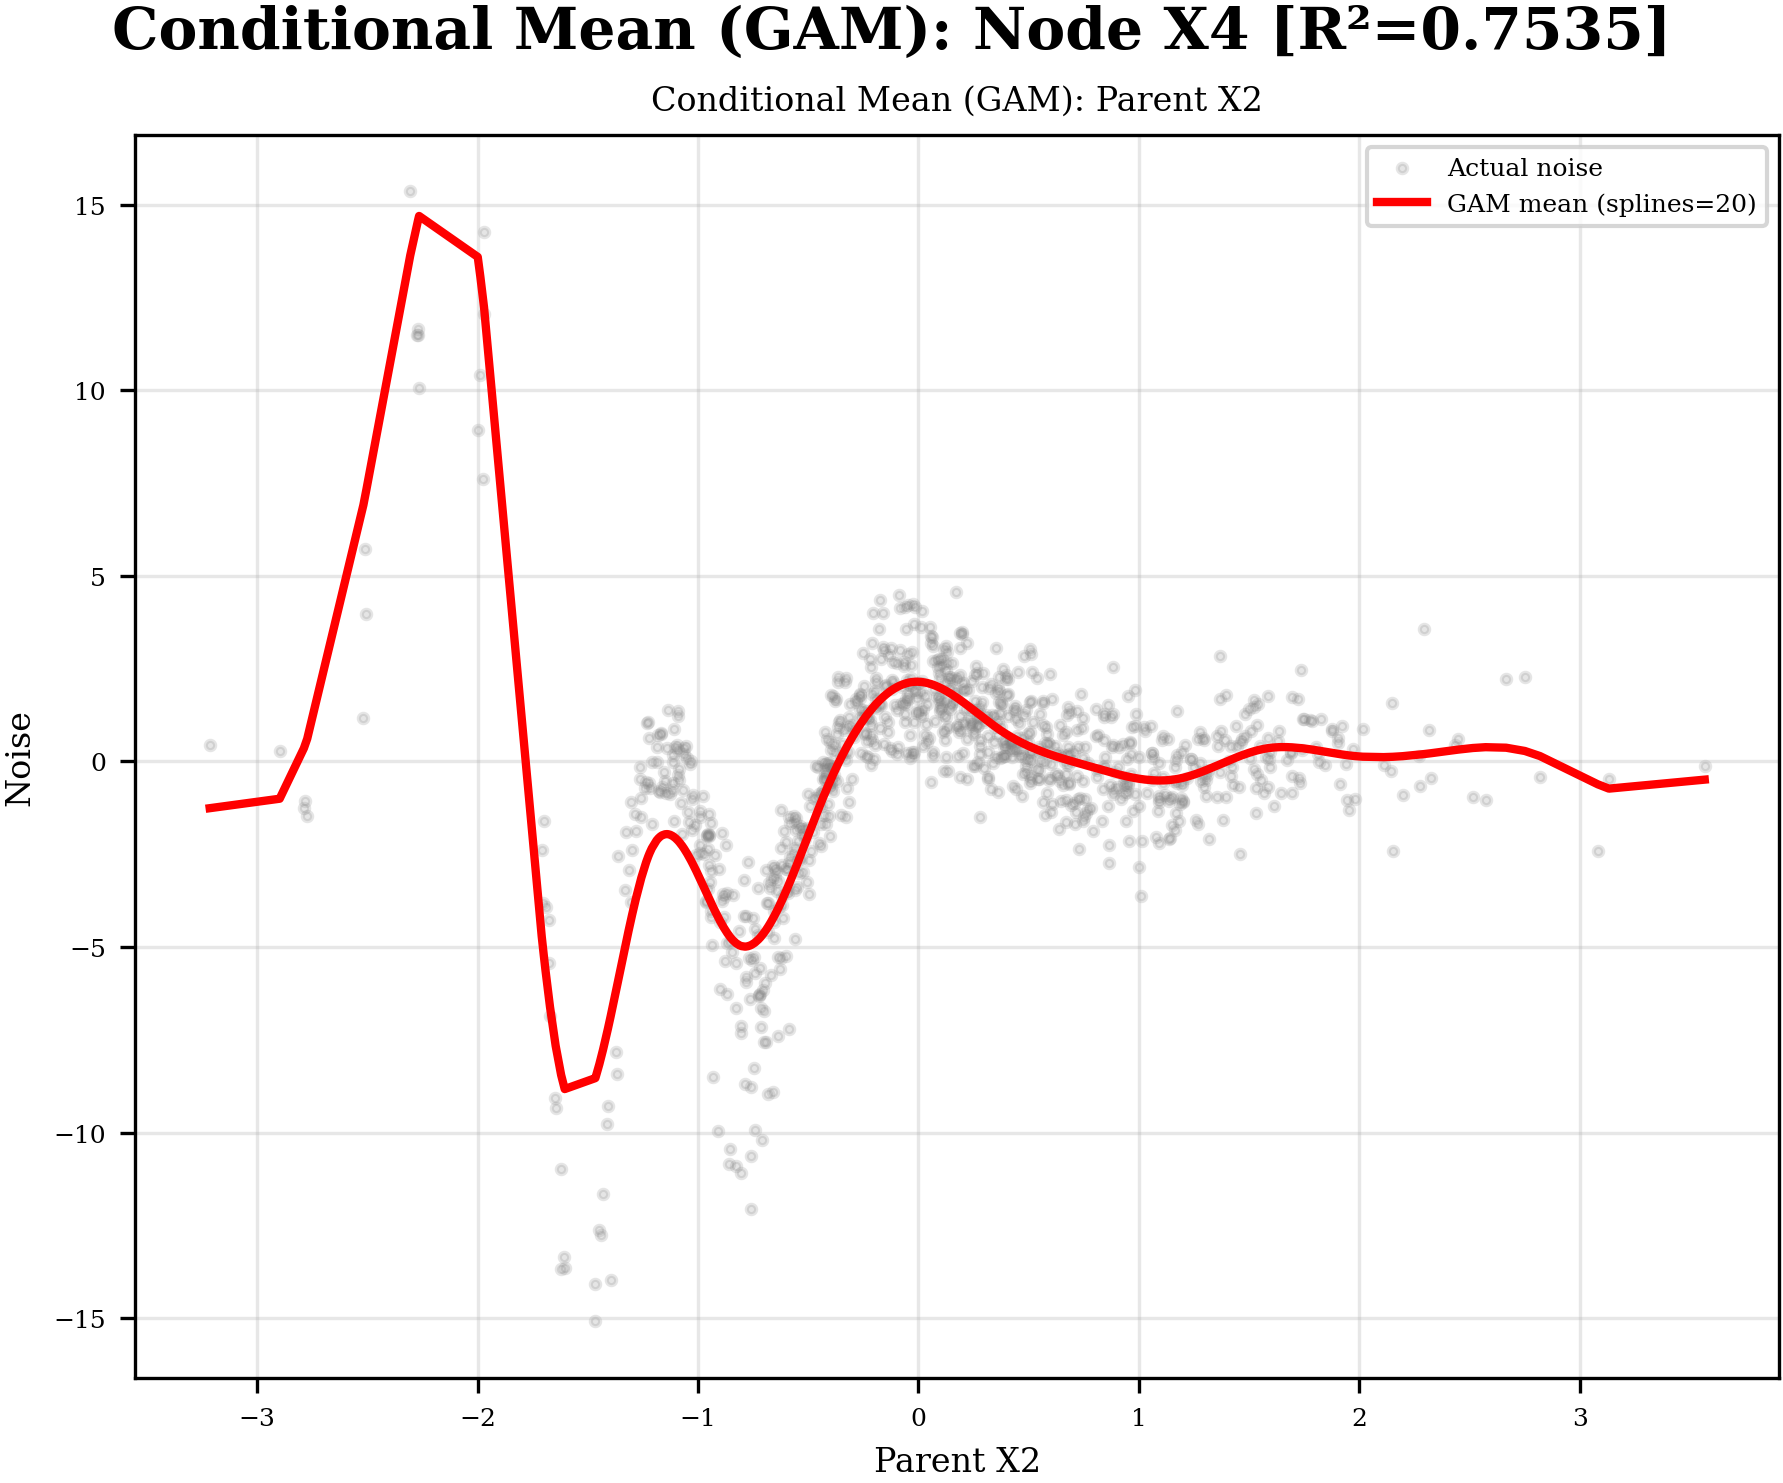 Conditional Mean (GAM): Node X4 [R²=0.7535]
Conditional Mean (GAM): Parent X2
Actual noise
GAM mean (splines=20)
Noise
15
10
5
0
−5
−10
−15
−3 −2 −1 0 1 2 3
Parent X2